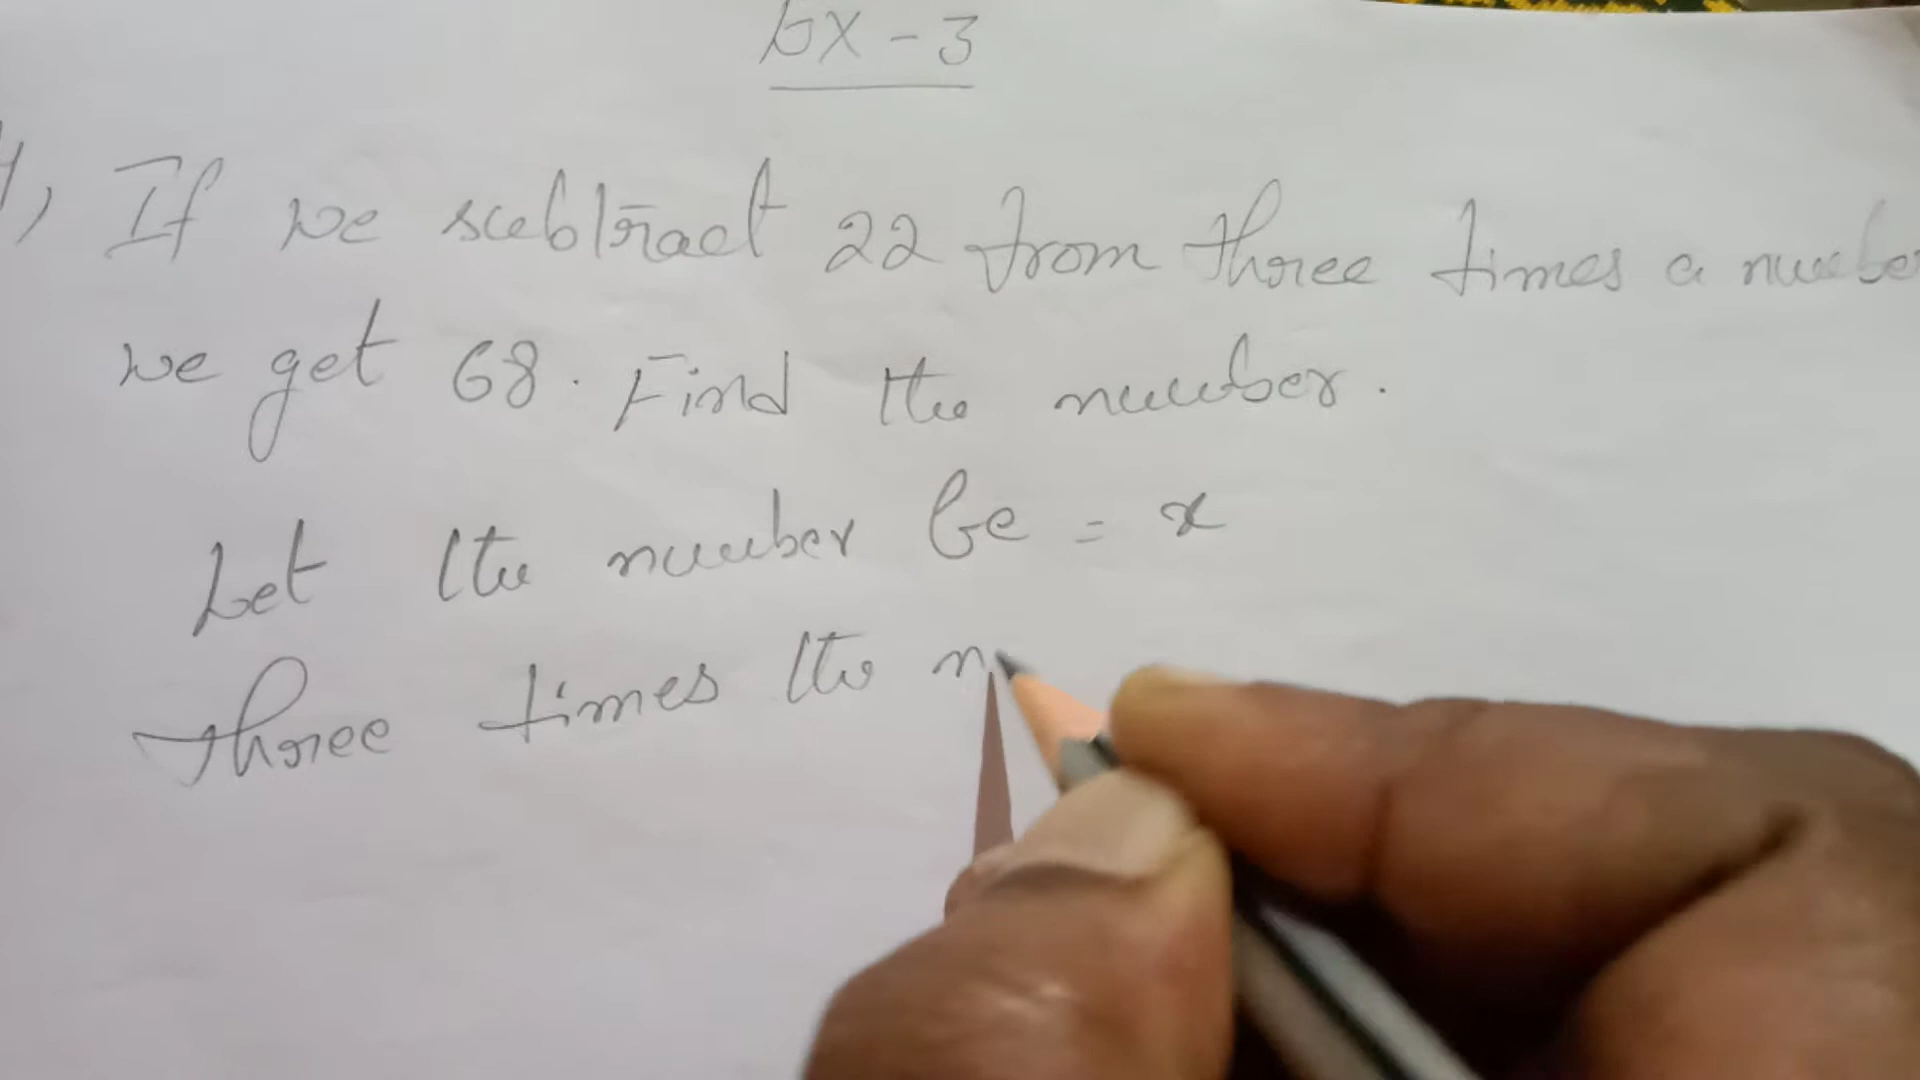 Ex - 3
If we subtract 22 from three times a number
we get 68. Find the number.
Let the number be = x
Three times the n